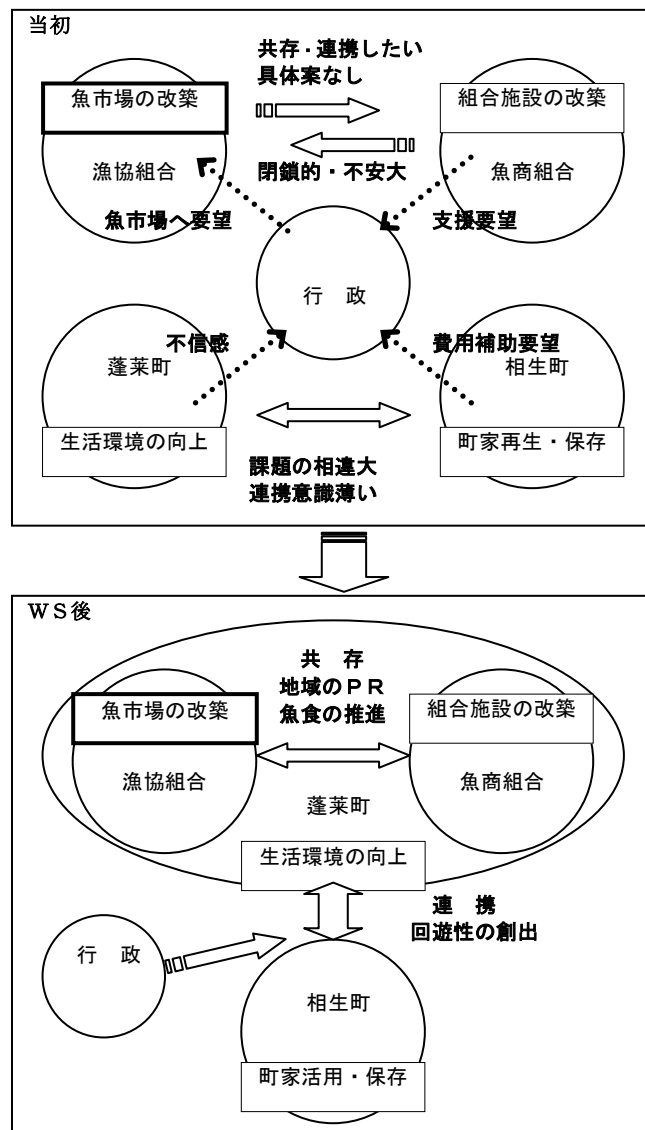 当初
共存・連携したい
具体案なし
魚市場の改築
組合施設の改築
漁協組合
閉鎖的・不安大
魚商組合
魚市場へ要望
支援要望
行　政
不信感
費用補助要望
蓬莱町
相生町
生活環境の向上
町家再生・保存
課題の相違大
連携意識薄い
ＷＳ後
共　存
地域のＰＲ
魚食の推進
魚市場の改築
組合施設の改築
漁協組合
魚商組合
蓬莱町
生活環境の向上
連　携
回遊性の創出
行　政
相生町
町家活用・保存